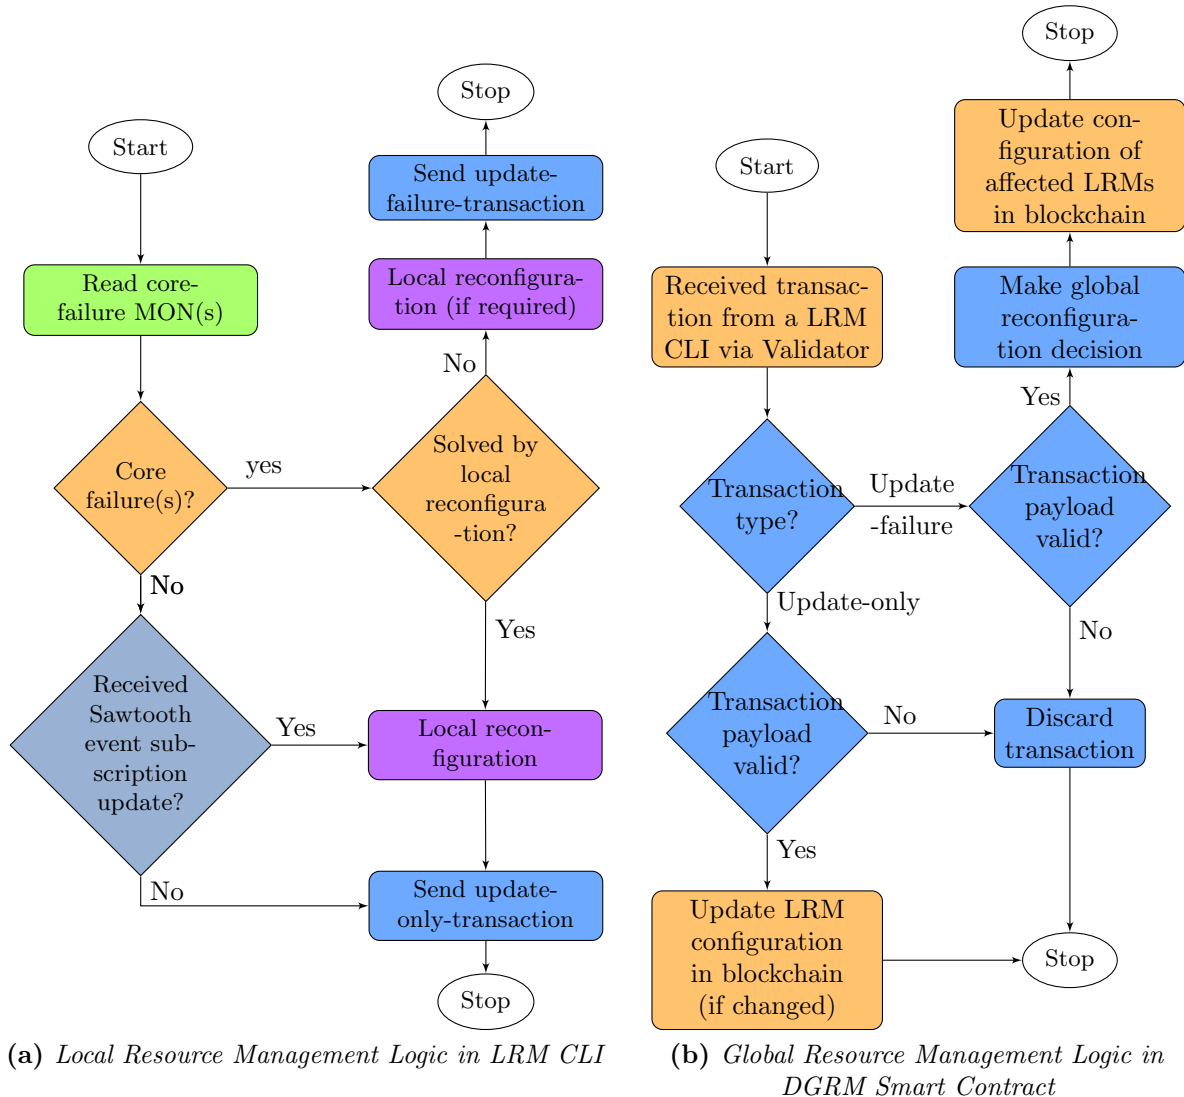 Start
Read core-
failure MON(s)
Core
failure(s)?
yes
No
Received
Sawtooth
event sub-
scription
update?
Yes
No
Stop
Send update-
failure-transaction
Local reconfigura-
tion (if required)
No
Solved by
local
reconfigura
-tion?
Yes
Local recon-
figuration
Send update-
only-transaction
Stop
(a) Local Resource Management Logic in LRM CLI
Start
Received transac-
tion from a LRM
CLI via Validator
Transaction
type?
Update
-failure
Update-only
Transaction
payload
valid?
No
Yes
Update LRM
configuration
in blockchain
(if changed)
Stop
Update con-
figuration of
affected LRMs
in blockchain
Make global
reconfigura-
tion decision
Yes
Transaction
payload
valid?
No
Discard
transaction
Stop
(b) Global Resource Management Logic in
DGRM Smart Contract